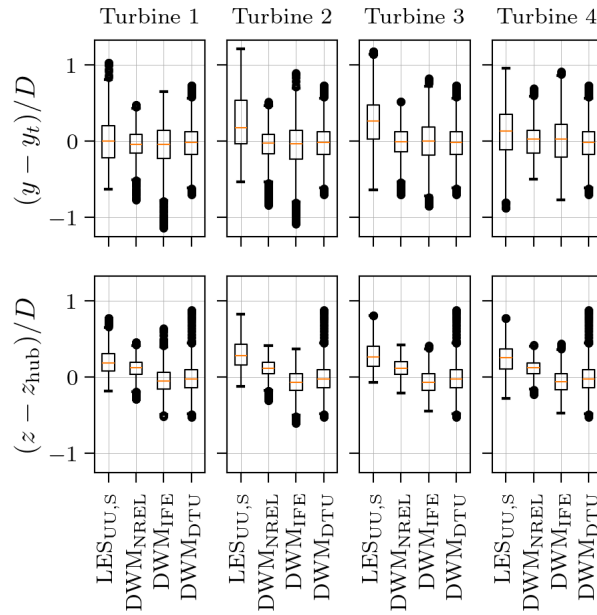 Turbine 1 Turbine 2 Turbine 3 Turbine 4
(y − y_t)/D
1
0
−1
(z − z_hub)/D
1
0
−1
LES_UU,S DWM_NREL DWM_IFE DWM_DTU
LES_UU,S DWM_NREL DWM_IFE DWM_DTU
LES_UU,S DWM_NREL DWM_IFE DWM_DTU
LES_UU,S DWM_NREL DWM_IFE DWM_DTU